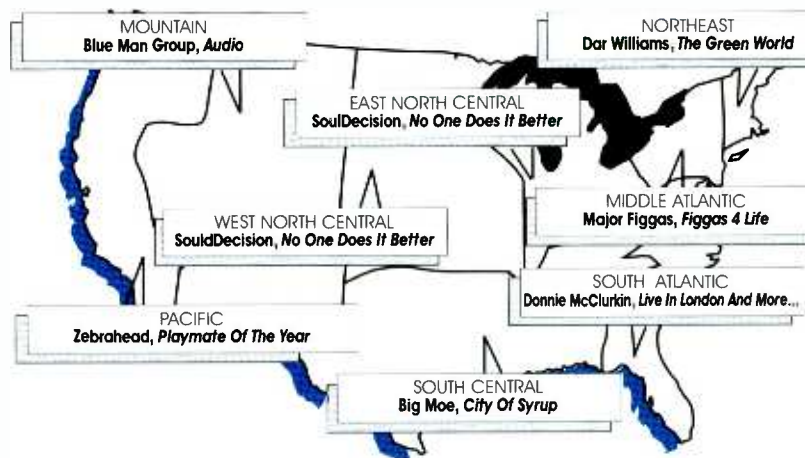 MOUNTAIN
Blue Man Group, Audio
NORTHEAST
Dar Williams, The Green World
EAST NORTH CENTRAL
SoulDecision, No One Does It Better
WEST NORTH CENTRAL
SouldDecision, No One Does It Better
MIDDLE ATLANTIC
Major Figgas, Figgas 4 Life
SOUTH ATLANTIC
Donnie McClurkin, Live In London And More...
PACIFIC
Zebrahead, Playmate Of The Year
SOUTH CENTRAL
Big Moe, City Of Syrup